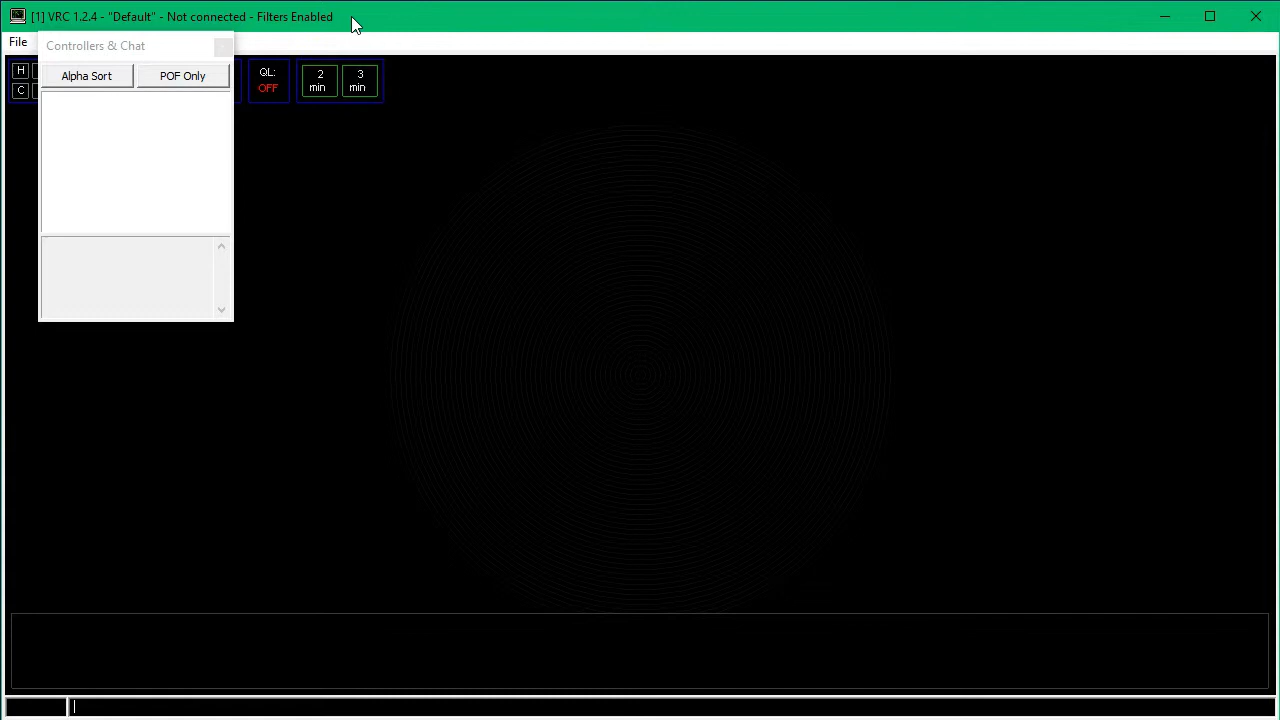 [1] VRC 1.2.4 - "Default" - Not connected - Filters Enabled
File
Controllers & Chat
Alpha Sort
POF Only
H
C
QL:
OFF
2
min
3
min